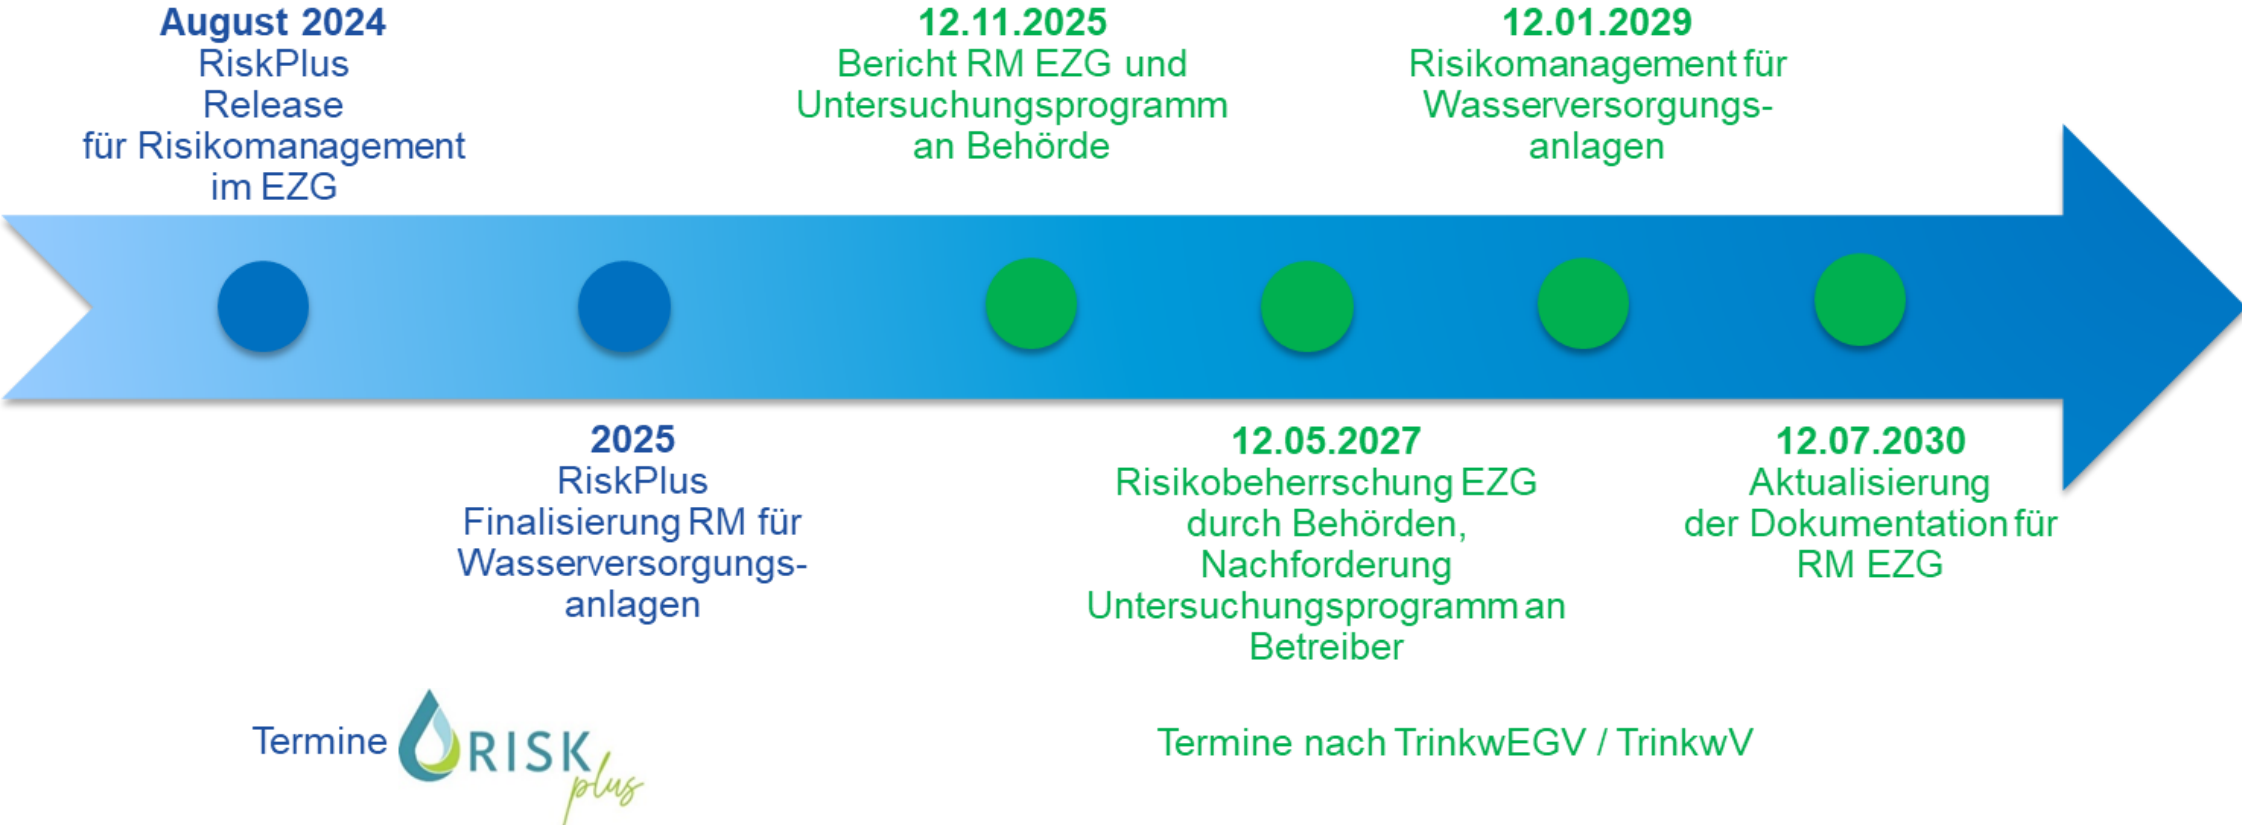 August 2024
RiskPlus
Release
für Risikomanagement
im EZG
12.11.2025
Bericht RM EZG und
Untersuchungsprogramm
an Behörde
12.01.2029
Risikomanagement für
Wasserversorgungs-
anlagen
2025
RiskPlus
Finalisierung RM für
Wasserversorgungs-
anlagen
12.05.2027
Risikobeherrschung EZG
durch Behörden,
Nachforderung
Untersuchungsprogramm an
Betreiber
12.07.2030
Aktualisierung
der Dokumentation für
RM EZG
Termine
RISK
plus
Termine nach TrinkwEGV / TrinkwV